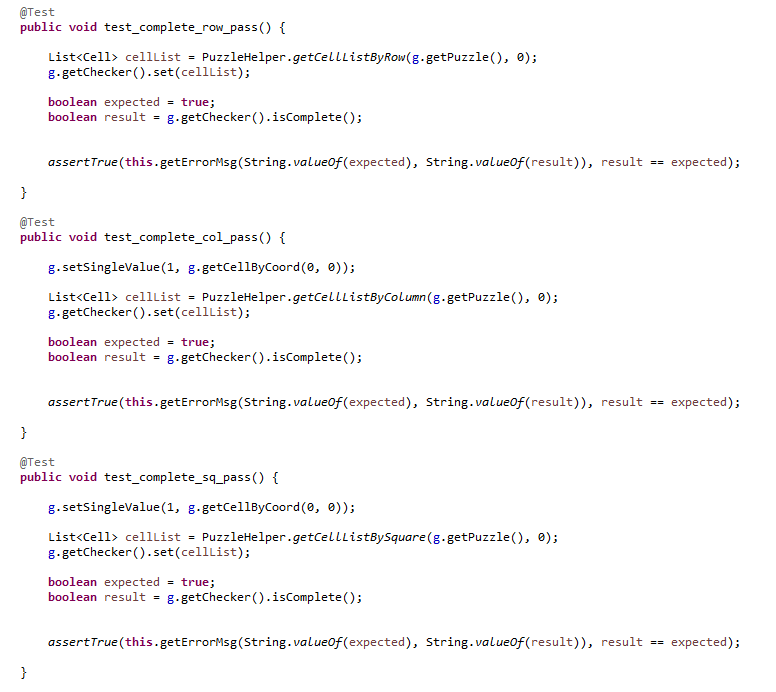 @Test
public void test_complete_row_pass() {
List<Cell> cellList = PuzzleHelper.getCellListByRow(g.getPuzzle(), 0);
g.getChecker().set(cellList);
boolean expected = true;
boolean result = g.getChecker().isComplete();
assertTrue(this.getErrorMsg(String.valueOf(expected), String.valueOf(result)), result == expected);
}
@Test
public void test_complete_col_pass() {
g.setSingleValue(1, g.getCellByCoord(0, 0));
List<Cell> cellList = PuzzleHelper.getCellListByColumn(g.getPuzzle(), 0);
g.getChecker().set(cellList);
boolean expected = true;
boolean result = g.getChecker().isComplete();
assertTrue(this.getErrorMsg(String.valueOf(expected), String.valueOf(result)), result == expected);
}
@Test
public void test_complete_sq_pass() {
g.setSingleValue(1, g.getCellByCoord(0, 0));
List<Cell> cellList = PuzzleHelper.getCellListBySquare(g.getPuzzle(), 0);
g.getChecker().set(cellList);
boolean expected = true;
boolean result = g.getChecker().isComplete();
assertTrue(this.getErrorMsg(String.valueOf(expected), String.valueOf(result)), result == expected);
}